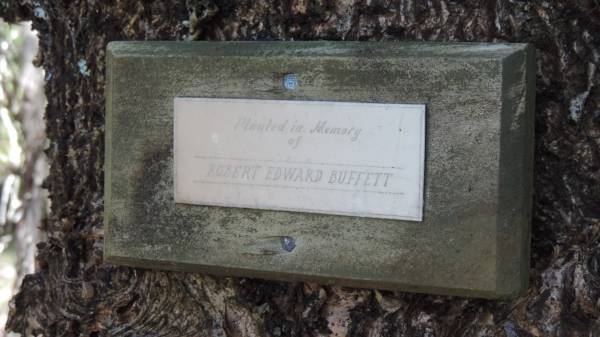 Planted in Memory
of
ROBERT EDWARD BUFFETT